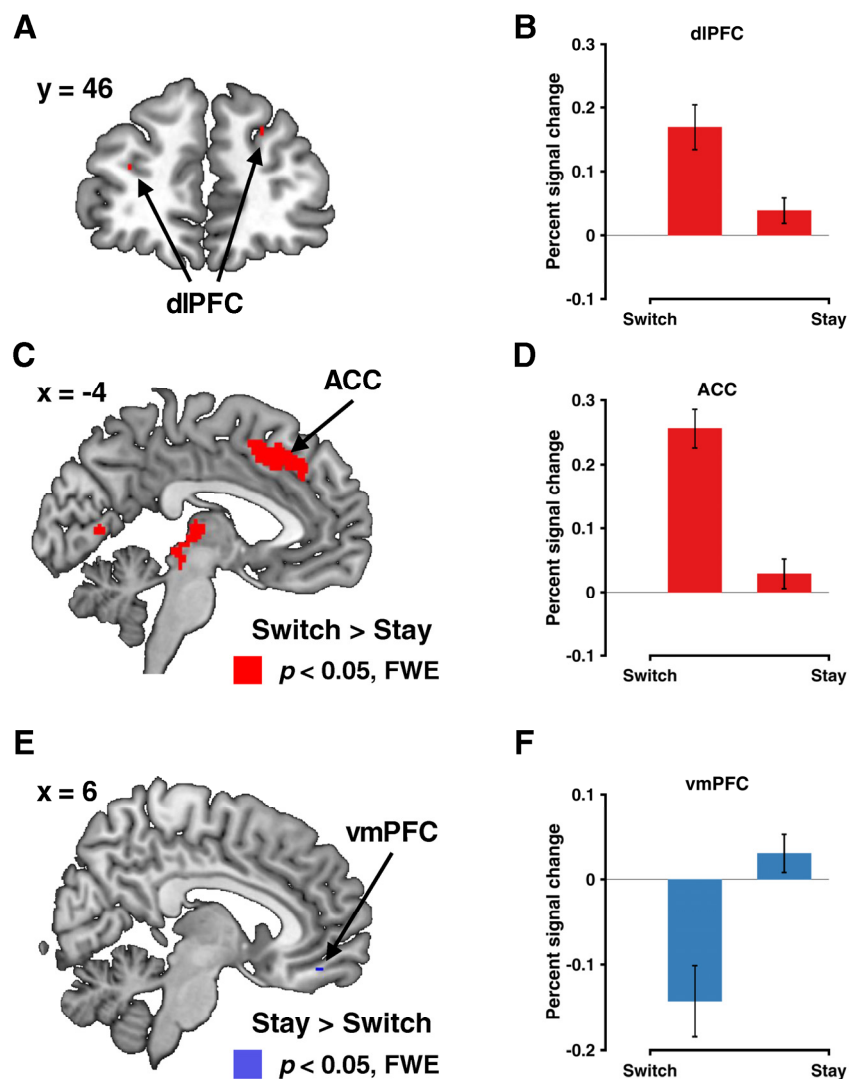 A
y = 46
dlPFC
B
dlPFC
Percent signal change
0.3
0.2
0.1
0
-0.1
Switch
Stay
C
x = -4
ACC
Switch > Stay
p < 0.05, FWE
D
ACC
Percent signal change
0.3
0.2
0.1
0
-0.1
Switch
Stay
E
x = 6
vmPFC
Stay > Switch
p < 0.05, FWE
F
vmPFC
Percent signal change
0.1
0
-0.1
-0.2
Switch
Stay